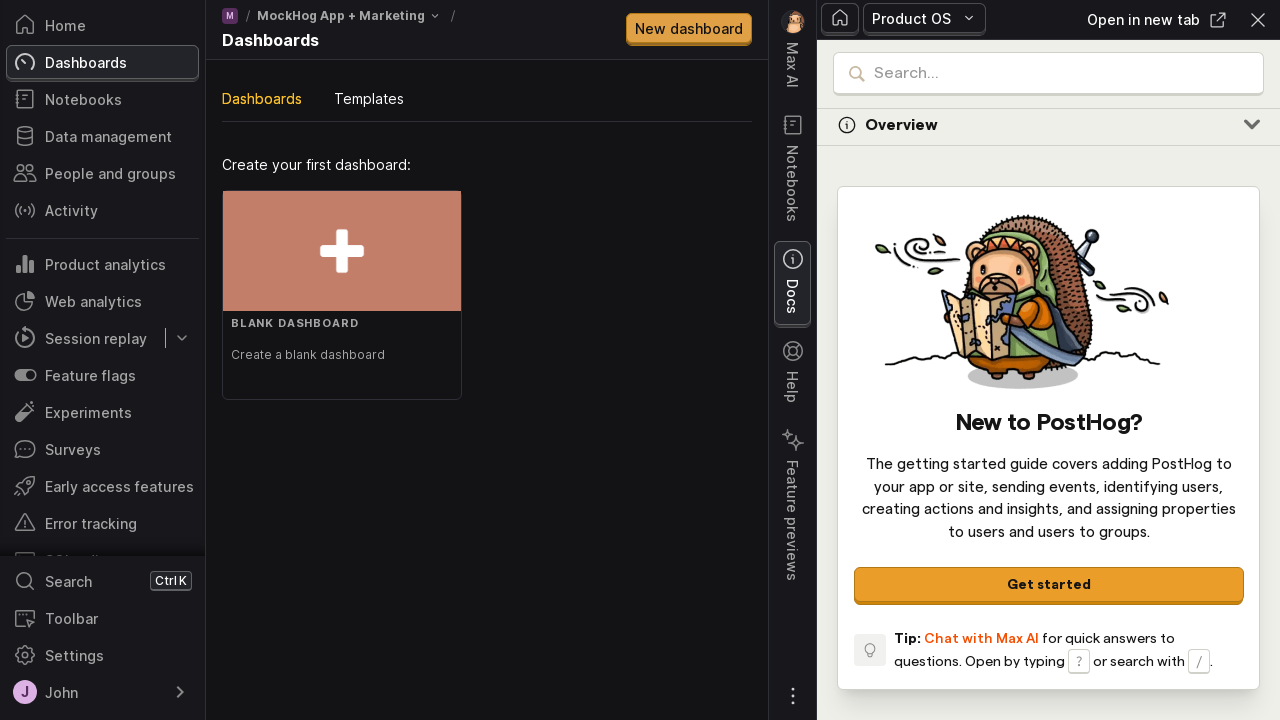 Home
Dashboards
Notebooks
Data management
People and groups
Activity
Product analytics
Web analytics
Session replay
Feature flags
Experiments
Surveys
Early access features
Error tracking
Search Ctrl K
Toolbar
Settings
J John
M / MockHog App + Marketing /
Dashboards
New dashboard
Dashboards Templates
Create your first dashboard:
BLANK DASHBOARD
Create a blank dashboard
Max AI
Notebooks
Docs
Help
Feature previews
Product OS
Open in new tab
Search...
Overview
New to PostHog?
The getting started guide covers adding PostHog to
your app or site, sending events, identifying users,
creating actions and insights, and assigning properties
to users and users to groups.
Get started
Tip: Chat with Max AI for quick answers to
questions. Open by typing ? or search with /.